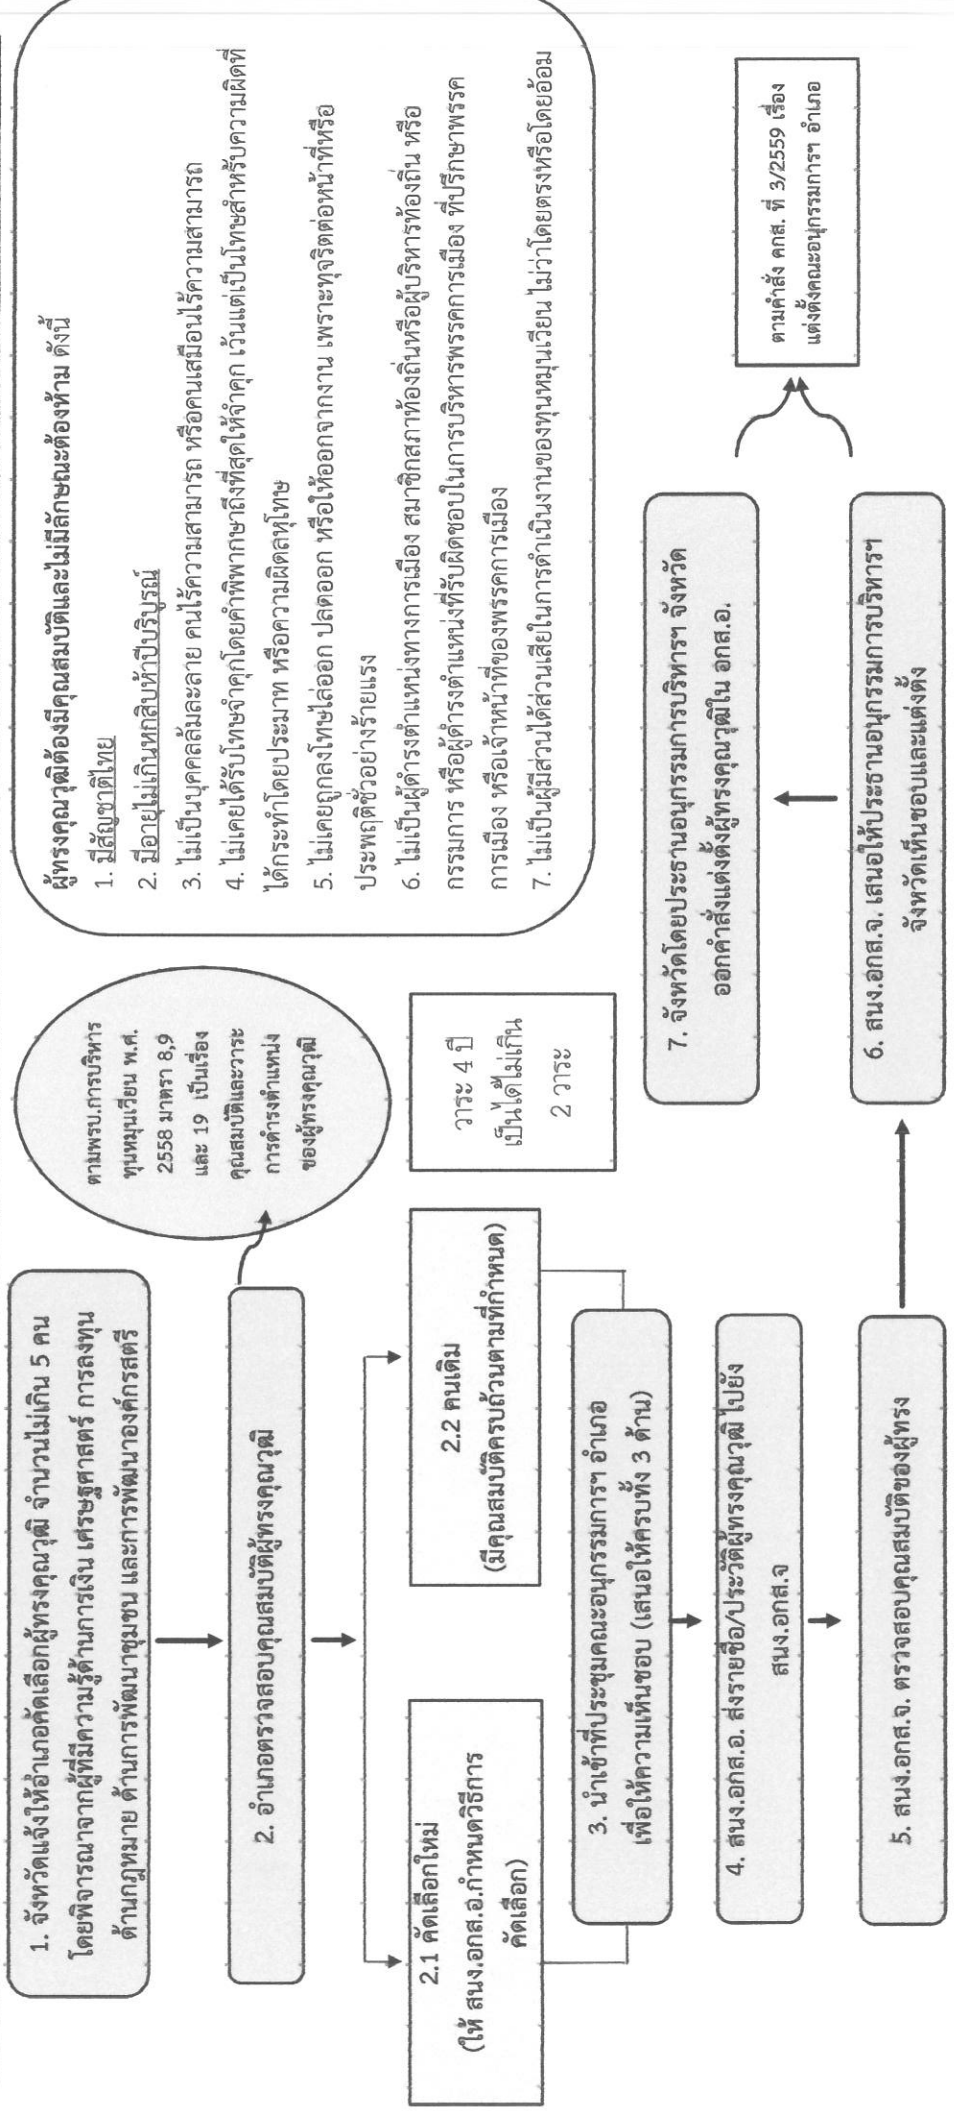 1. จังหวัดแจ้งให้อำเภอคัดเลือกผู้ทรงคุณวุฒิ จำนวนไม่เกิน 5 คน
โดยพิจารณาจากผู้ที่มีความรู้ด้านการเงิน เศรษฐศาสตร์ การลงทุน
ด้านกฎหมาย ด้านการพัฒนาชุมชน และการพัฒนาองค์กรสตรี
2. อำเภอตรวจสอบคุณสมบัติผู้ทรงคุณวุฒิ
ตามพรบ.การบริหาร
ทุนหมุนเวียน พ.ศ.
2558 มาตรา 8,9
และ 19 เป็นเรื่อง
คุณสมบัติและวาระ
การดำรงตำแหน่ง
ของผู้ทรงคุณวุฒิ
ผู้ทรงคุณวุฒิต้องมีคุณสมบัติและไม่มีลักษณะต้องห้าม ดังนี้
1. มีสัญชาติไทย
2. มีอายุไม่เกินหกสิบห้าปีบริบูรณ์
3. ไม่เป็นบุคคลล้มละลาย คนไร้ความสามารถ หรือคนเสมือนไร้ความสามารถ
4. ไม่เคยได้รับโทษจำคุกโดยคำพิพากษาถึงที่สุดให้จำคุก เว้นแต่เป็นโทษสำหรับความผิดที่
ได้กระทำโดยประมาท หรือความผิดลหุโทษ
5. ไม่เคยถูกลงโทษไล่ออก ปลดออก หรือให้ออกจากงาน เพราะทุจริตต่อหน้าที่หรือ
ประพฤติชั่วอย่างร้ายแรง
6. ไม่เป็นผู้ดำรงตำแหน่งทางการเมือง สมาชิกสภาท้องถิ่นหรือผู้บริหารท้องถิ่น หรือ
กรรมการ หรือผู้ดำรงตำแหน่งที่รับผิดชอบในการบริหารพรรคการเมือง ที่ปรึกษาพรรค
การเมือง หรือเจ้าหน้าที่ของพรรคการเมือง
7. ไม่เป็นผู้มีส่วนได้ส่วนเสียในการดำเนินงานของทุนหมุนเวียน ไม่ว่าโดยตรงหรือโดยอ้อม
2.1 คัดเลือกใหม่
(ให้ สนง.อกส.อ.กำหนดวิธีการ
คัดเลือก)
2.2 คนเดิม
(มีคุณสมบัติครบถ้วนตามที่กำหนด)
วาระ 4 ปี
เป็นได้ไม่เกิน
2 วาระ
3. นำเข้าที่ประชุมคณะอนุกรรมการฯ อำเภอ
เพื่อให้ความเห็นชอบ (เสนอให้ครบทั้ง 3 ด้าน)
4. สนง.อกส.อ. ส่งรายชื่อ/ประวัติผู้ทรงคุณวุฒิ ไปยัง
สนง.อกส.จ
5. สนง.อกส.จ. ตรวจสอบคุณสมบัติของผู้ทรง
6. สนง.อกส.จ. เสนอให้ประธานอนุกรรมการบริหารฯ
จังหวัดเห็นชอบและแต่งตั้ง
7. จังหวัดโดยประธานอนุกรรมการบริหารฯ จังหวัด
ออกคำสั่งแต่งตั้งผู้ทรงคุณวุฒิใน อกส.อ.
ตามคำสั่ง คกส. ที่ 3/2559 เรื่อง
แต่งตั้งคณะอนุกรรมการฯ อำเภอ